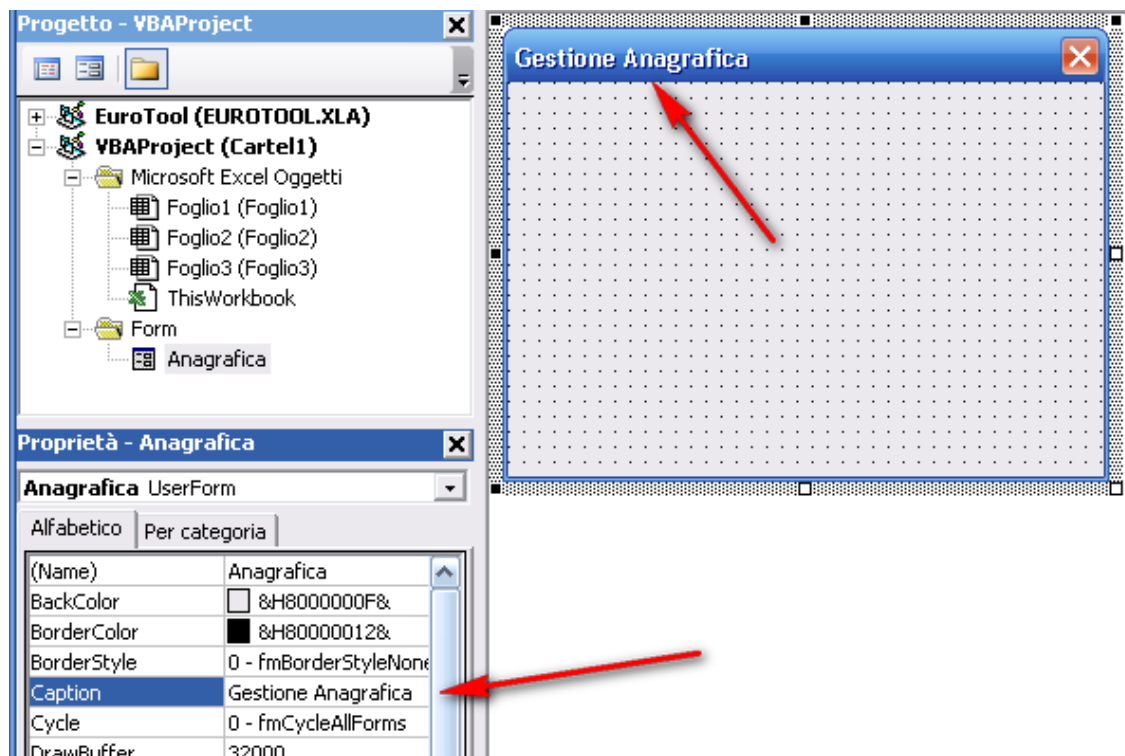 Progetto - VBAProject
EuroTool (EUROTOOL.XLA)
VBAProject (Cartel1)
Microsoft Excel Oggetti
Foglio1 (Foglio1)
Foglio2 (Foglio2)
Foglio3 (Foglio3)
ThisWorkbook
Form
Anagrafica
Proprietà - Anagrafica
Anagrafica UserForm
Alfabetico Per categoria
(Name) Anagrafica
BackColor &H8000000F&
BorderColor &H80000012&
BorderStyle 0 - fmBorderStyleNone
Caption Gestione Anagrafica
Cycle 0 - fmCycleAllForms
DrawBuffer 32000
Gestione Anagrafica